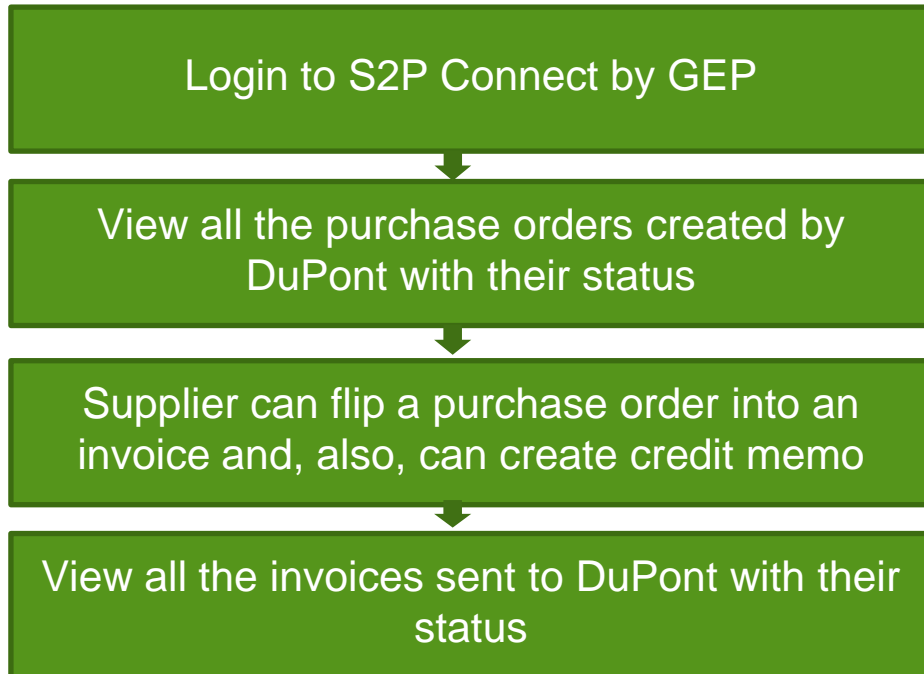 Login to S2P Connect by GEP
View all the purchase orders created by
DuPont with their status
Supplier can flip a purchase order into an
invoice and, also, can create credit memo
View all the invoices sent to DuPont with their
status